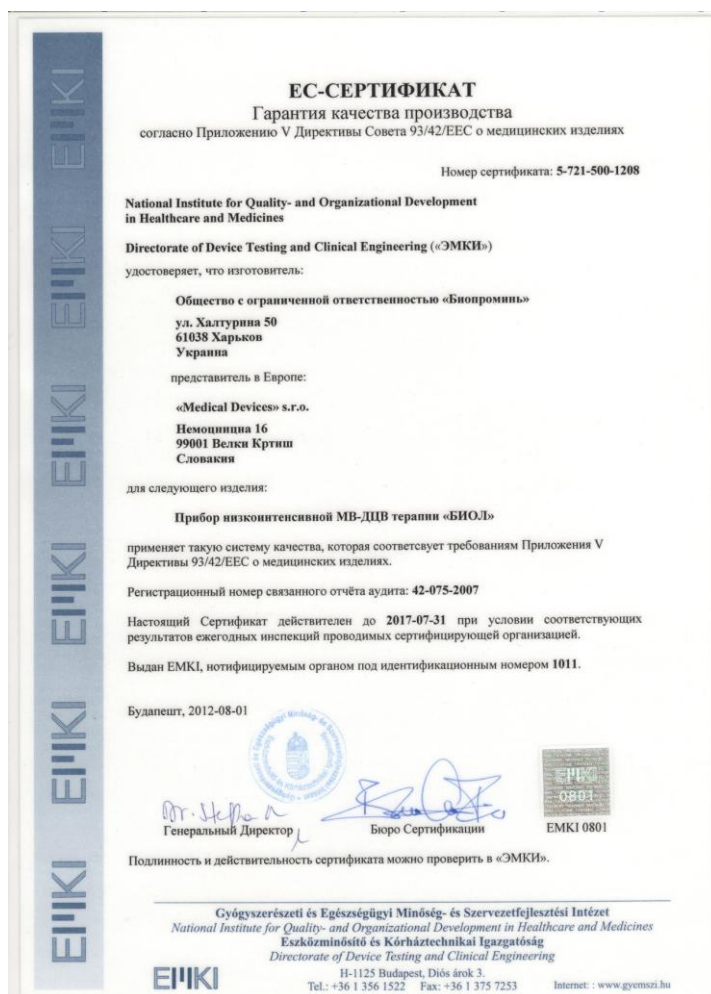 ЕС-СЕРТИФИКАТ
Гарантия качества производства
согласно Приложению V Директивы Совета 93/42/ЕЕС о медицинских изделиях
Номер сертификата: 5-721-500-1208
National Institute for Quality- and Organizational Development
in Healthcare and Medicines
Directorate of Device Testing and Clinical Engineering («ЭМКИ»)
удостоверяет, что изготовитель:
Общество с ограниченной ответственностью «Биопроминь»
ул. Халтурина 50
61038 Харьков
Украина
представитель в Европе:
«Medical Devices» s.r.o.
Немоцницна 16
99001 Велки Кртиш
Словакия
для следующего изделия:
Прибор низкоинтенсивной МВ-ДЦВ терапии «БИОЛ»
применяет такую систему качества, которая соответсвует требованиям Приложения V
Директивы 93/42/ЕЕС о медицинских изделиях.
Регистрационный номер связанного отчёта аудита: 42-075-2007
Настоящий Сертификат действителен до 2017-07-31 при условии соответствующих
результатов ежегодных инспекций проводимых сертифицирующей организацией.
Выдан EMKI, нотифицируемым органом под идентификационным номером 1011.
Будапешт, 2012-08-01
EMKI
0801
Генеральный Директор
Бюро Сертификации
EMKI 0801
Подлинность и действительность сертификата можно проверить в «ЭМКИ».
Gyógyszerészeti és Egészségügyi Minőség- és Szervezetfejlesztési Intézet
National Institute for Quality- and Organizational Development in Healthcare and Medicines
Eszközminősítő és Kórháztechnikai Igazgatóság
Directorate of Device Testing and Clinical Engineering
EMKI
H-1125 Budapest, Diós árok 3.
Tel.: +36 1 356 1522 Fax: +36 1 375 7253
Internet: : www.gyemszi.hu
EMKI
EMKI
EMKI
EMKI
EMKI
EMKI